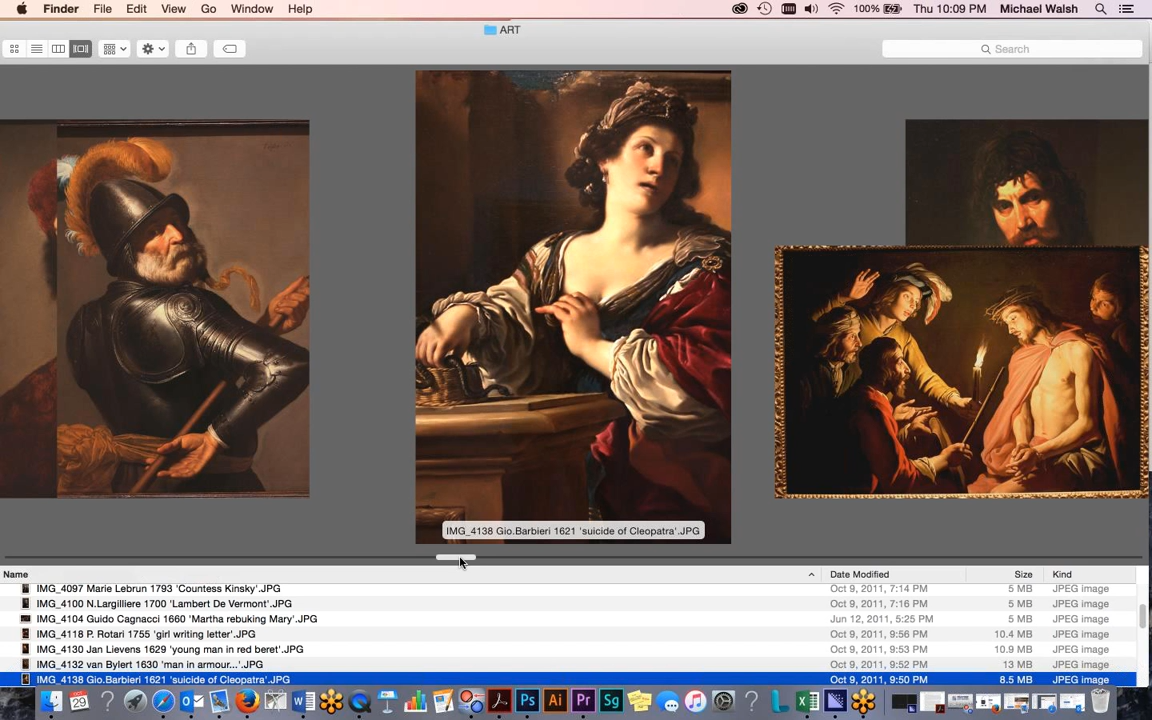 Finder File Edit View Go Window Help 100% Thu 10:09 PM Michael Walsh
ART
Search
IMG_4138 Gio.Barbieri 1621 'suicide of Cleopatra'.JPG
Name Date Modified Size Kind
IMG_4097 Marie Lebrun 1793 'Countess Kinsky'.JPG Oct 9, 2011, 7:14 PM 5 MB JPEG image
IMG_4100 N.Largilliere 1700 'Lambert De Vermont'.JPG Oct 9, 2011, 7:16 PM 5 MB JPEG image
IMG_4104 Guido Cagnacci 1660 'Martha rebuking Mary'.JPG Jun 12, 2011, 5:25 PM 5 MB JPEG image
IMG_4118 P. Rotari 1755 'girl writing letter'.JPG Oct 9, 2011, 9:56 PM 10.4 MB JPEG image
IMG_4130 Jan Lievens 1629 'young man in red beret'.JPG Oct 9, 2011, 9:53 PM 10.9 MB JPEG image
IMG_4132 van Bylert 1630 'man in armour...'.JPG Oct 9, 2011, 9:52 PM 13 MB JPEG image
IMG_4138 Gio.Barbieri 1621 'suicide of Cleopatra'.JPG Oct 9, 2011, 9:50 PM 8.5 MB JPEG image
29 Ps Ai Pr Sg